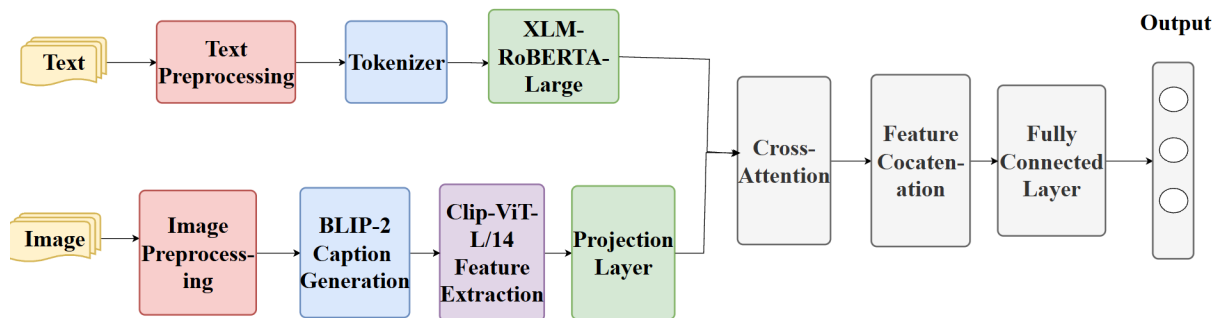 Output
Text
Text
Preprocessing
Tokenizer
XLM-
RoBERTA-
Large
Image
Image
Preprocess-
ing
BLIP-2
Caption
Generation
Clip-ViT-
L/14
Feature
Extraction
Projection
Layer
Cross-
Attention
Feature
Cocaten-
ation
Fully
Connected
Layer